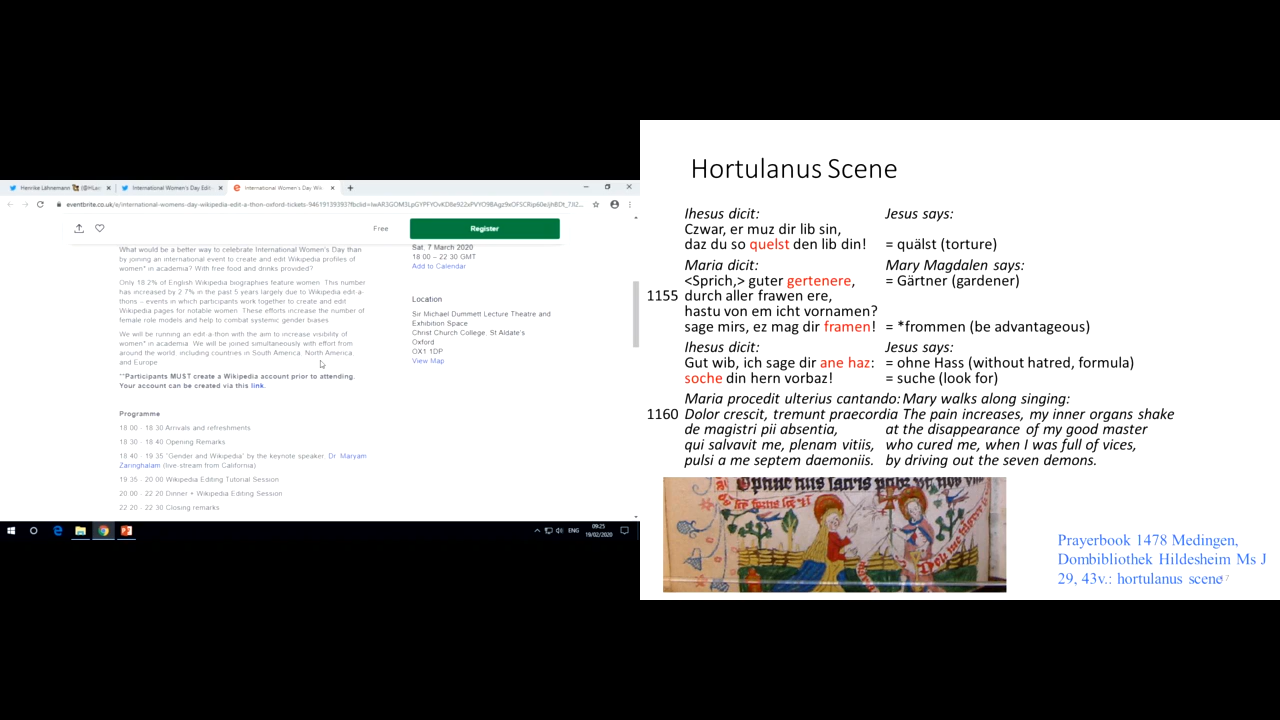 Henrike Lähnemann
International Women's Day Edit
International Women's Day Wik
eventbrite.co.uk/e/international-womens-day-wikipedia-edit-a-thon-oxford-tickets-
Free
Register
What would be a better way to celebrate International Women's Day than
by joining an international event to create and edit Wikipedia profiles of
women* in academia? With free food and drinks provided?
Only 18.2% of English Wikipedia biographies feature women. This number
has increased by 2.7% in the past 5 years largely due to Wikipedia edit-a-
thons – events in which participants work together to create and edit
Wikipedia pages for notable women. These efforts increase the number of
female role models and help to combat systemic gender biases.
We will be running an edit-a-thon with the aim to increase visibility of
women* in academia. We will be joined simultaneously with effort from
around the world, including countries in South America, North America,
and Europe.
**Participants MUST create a Wikipedia account prior to attending.
Your account can be created via this link.
Programme
18:00 - 18:30 Arrivals and refreshments
18:30 - 18:40 Opening Remarks
18:40 - 19:35 "Gender and Wikipedia" by the keynote speaker, Dr. Maryam
Zaringhalam (live-stream from California)
19:35 - 20:00 Wikipedia Editing Tutorial Session
20:00 - 22:20 Dinner + Wikipedia Editing Session
22:20 - 22:30 Closing remarks
Sat, 7 March 2020
18:00 – 22:30 GMT
Add to Calendar
Location
Sir Michael Dummett Lecture Theatre and
Exhibition Space
Christ Church College, St Aldate's
Oxford
OX1 1DP
View Map
ENG
09:25
19/02/2020
Hortulanus Scene
Ihesus dicit: Jesus says:
Czwar, er muz dir lib sin,
daz du so quelst den lib din! = quälst (torture)
Maria dicit: Mary Magdalen says:
<Sprich,> guter gertenere, = Gärtner (gardener)
1155 durch aller frawen ere,
hastu von em icht vornamen?
sage mirs, ez mag dir framen! = *frommen (be advantageous)
Ihesus dicit: Jesus says:
Gut wib, ich sage dir ane haz: = ohne Hass (without hatred, formula)
soche din hern vorbaz! = suche (look for)
Maria procedit ulterius cantando: Mary walks along singing:
1160 Dolor crescit, tremunt praecordia The pain increases, my inner organs shake
de magistri pii absentia, at the disappearance of my good master
qui salvavit me, plenam vitiis, who cured me, when I was full of vices,
pulsi a me septem daemoniis. by driving out the seven demons.
Prayerbook 1478 Medingen,
Dombibliothek Hildesheim Ms J
29, 43v.: hortulanus scene